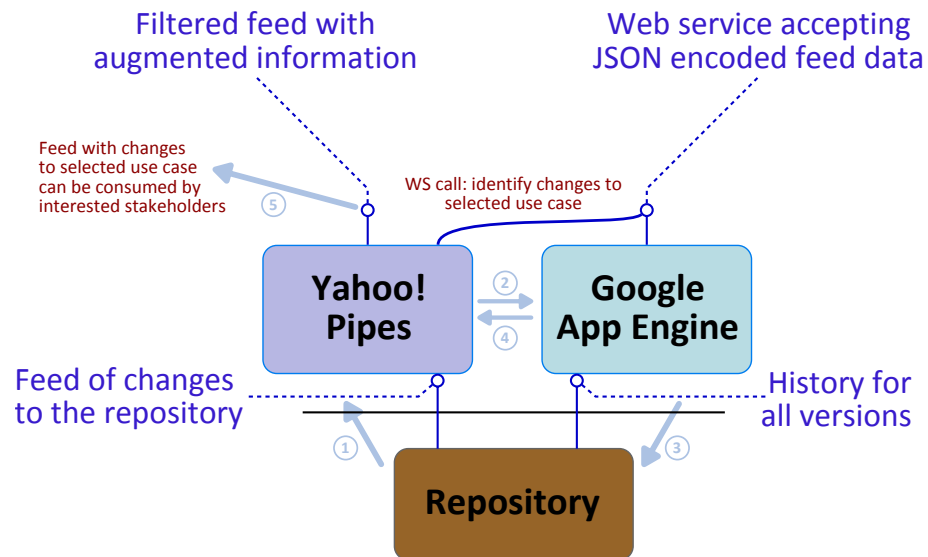 Filtered feed with
augmented information
Web service accepting
JSON encoded feed data
Feed with changes
to selected use case
can be consumed by
interested stakeholders
5
WS call: identify changes to
selected use case
Yahoo!
Pipes
2
4
Google
App Engine
Feed of changes
to the repository
History for
all versions
1
3
Repository